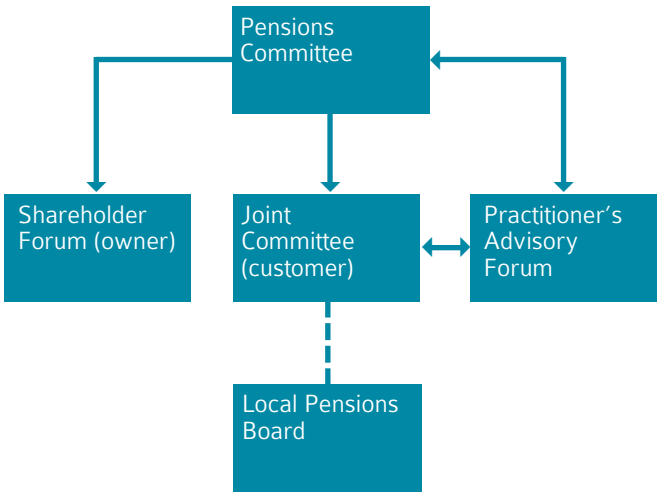 Pensions
Committee
Shareholder
Forum (owner)
Joint
Committee
(customer)
Practitioner’s
Advisory
Forum
Local Pensions
Board